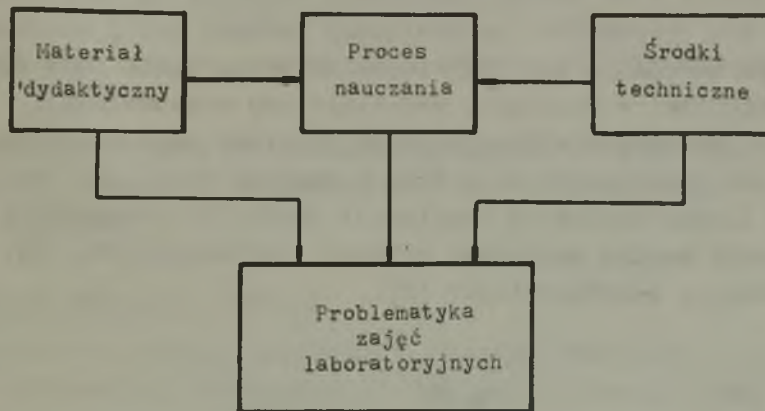 Materiał
dydaktyczny
Proces
nauczania
Środki
techniczne
Problematyka
zajęć
laboratoryjnych